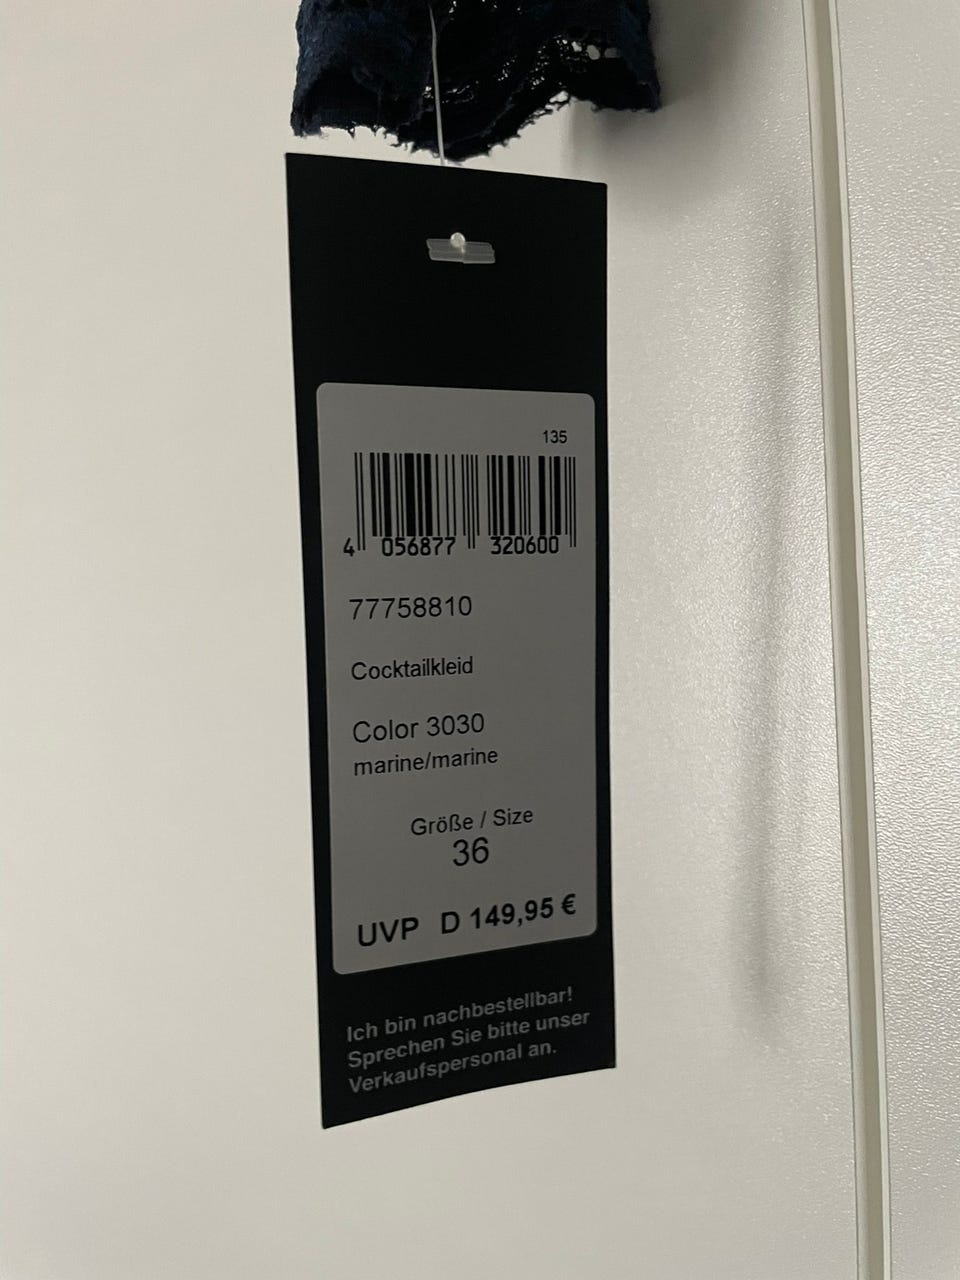 135
4 056877 320600
77758810
Cocktailkleid
Color 3030
marine/marine
Größe / Size
36
UVP D 149,95 €
Ich bin nachbestellbar!
Sprechen Sie bitte unser
Verkaufspersonal an.